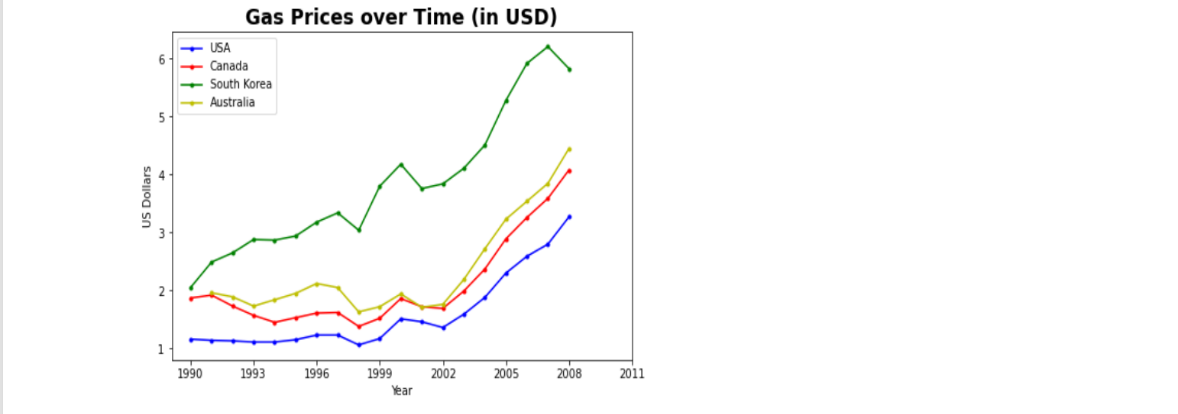 Gas Prices over Time (in USD)
USA
Canada
South Korea
Australia
6
5
4
3
2
1
US Dollars
1990 1993 1996 1999 2002 2005 2008 2011
Year